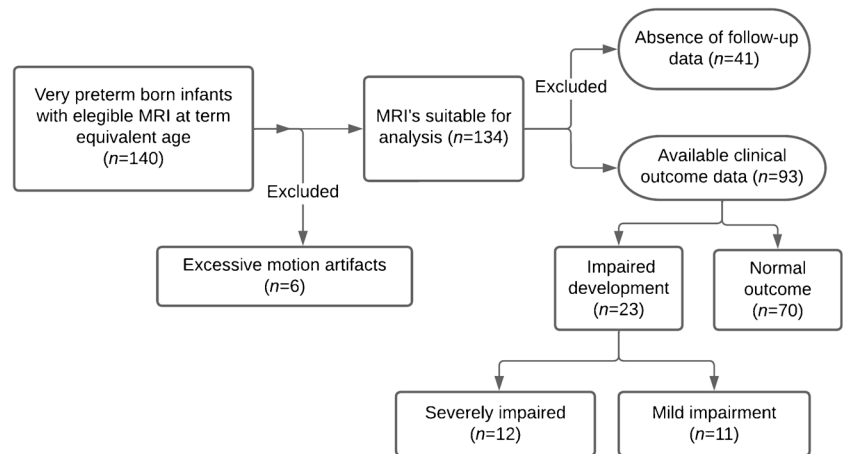 Very preterm born infants
with elegible MRI at term
equivalent age
(n=140)
Excluded
Excessive motion artifacts
(n=6)
MRI's suitable for
analysis (n=134)
Excluded
Absence of follow-up
data (n=41)
Available clinical
outcome data (n=93)
Impaired
development
(n=23)
Normal
outcome
(n=70)
Severely impaired
(n=12)
Mild impairment
(n=11)